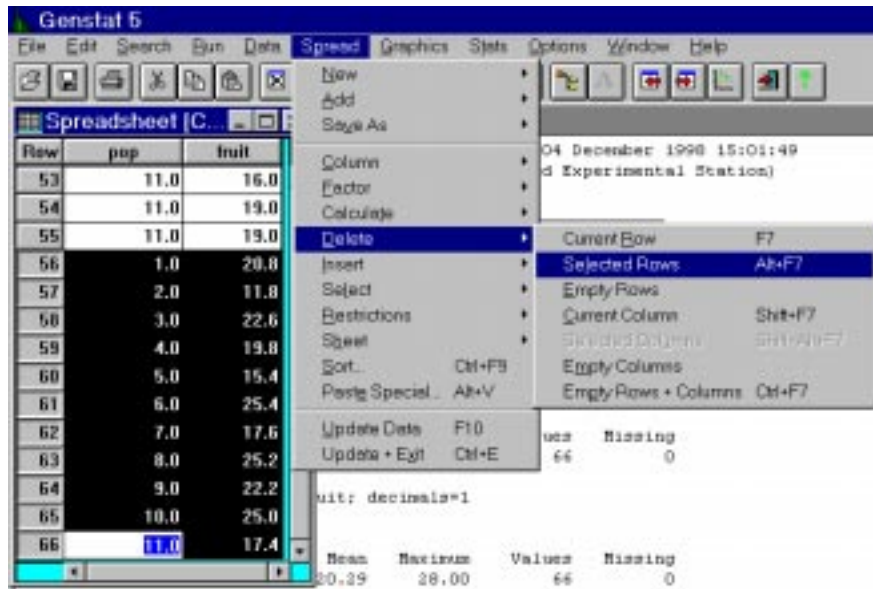 Genstat 5
File Edit Search Run Data Spread Graphics Stats Options Window Help
Spreadsheet [C...
Row pop fruit
53 11.0 16.0
54 11.0 19.0
55 11.0 19.0
56 1.0 20.8
57 2.0 11.8
58 3.0 22.6
59 4.0 19.8
60 5.0 15.4
61 6.0 25.4
62 7.0 17.6
63 8.0 25.2
64 9.0 22.2
65 10.0 25.0
66 11.0 17.4
New
Add
Save As
Column
Factor
Calculate
Delete
Insert
Select
Restrictions
Sheet
Sort... Ctrl+F9
Paste Special... Alt+V
Update Data F10
Update + Exit Ctrl+E
Current Row F7
Selected Rows Alt+F7
Empty Rows
Current Column Shift+F7
Selected Columns Shift+Alt+F7
Empty Columns
Empty Rows + Columns Ctrl+F7
04 December 1998 15:01:49
d Experimental Station)
ues Missing
66 0
uit; decimals=1
Mean Maximum Values Missing
20.29 28.00 66 0